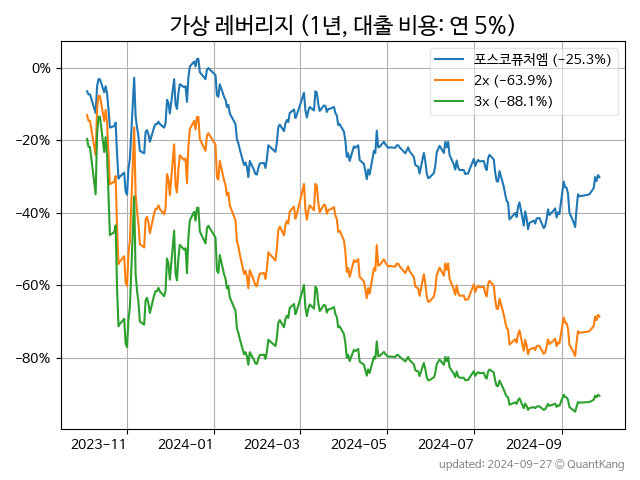 가상 레버리지 (1년, 대출 비용: 연 5%)
포스코퓨처엠 (−25.3%)
2x (−63.9%)
3x (−88.1%)
0%
−20%
−40%
−60%
−80%
2023-11 2024-01 2024-03 2024-05 2024-07 2024-09
updated: 2024-09-27 © QuantKang